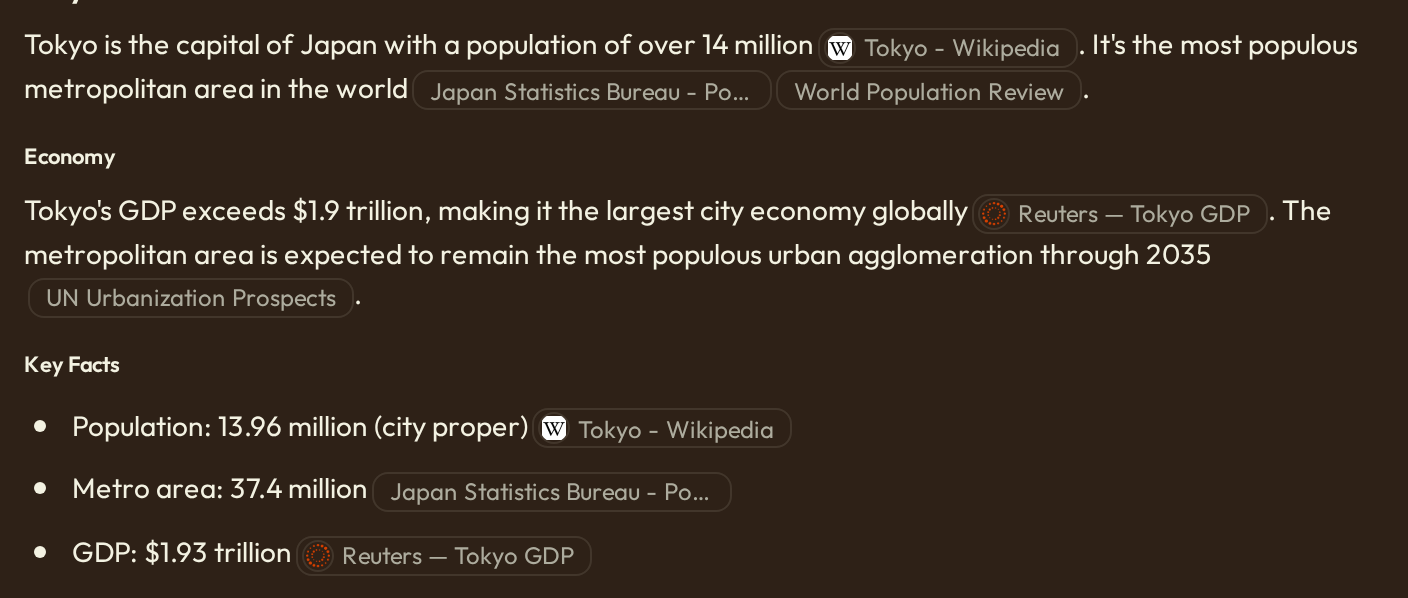 Tokyo is the capital of Japan with a population of over 14 million W Tokyo - Wikipedia. It's the most populous
metropolitan area in the world Japan Statistics Bureau - Po... World Population Review.
Economy
Tokyo's GDP exceeds $1.9 trillion, making it the largest city economy globally Reuters — Tokyo GDP. The
metropolitan area is expected to remain the most populous urban agglomeration through 2035
UN Urbanization Prospects.
Key Facts
• Population: 13.96 million (city proper) W Tokyo - Wikipedia
• Metro area: 37.4 million Japan Statistics Bureau - Po...
• GDP: $1.93 trillion Reuters — Tokyo GDP